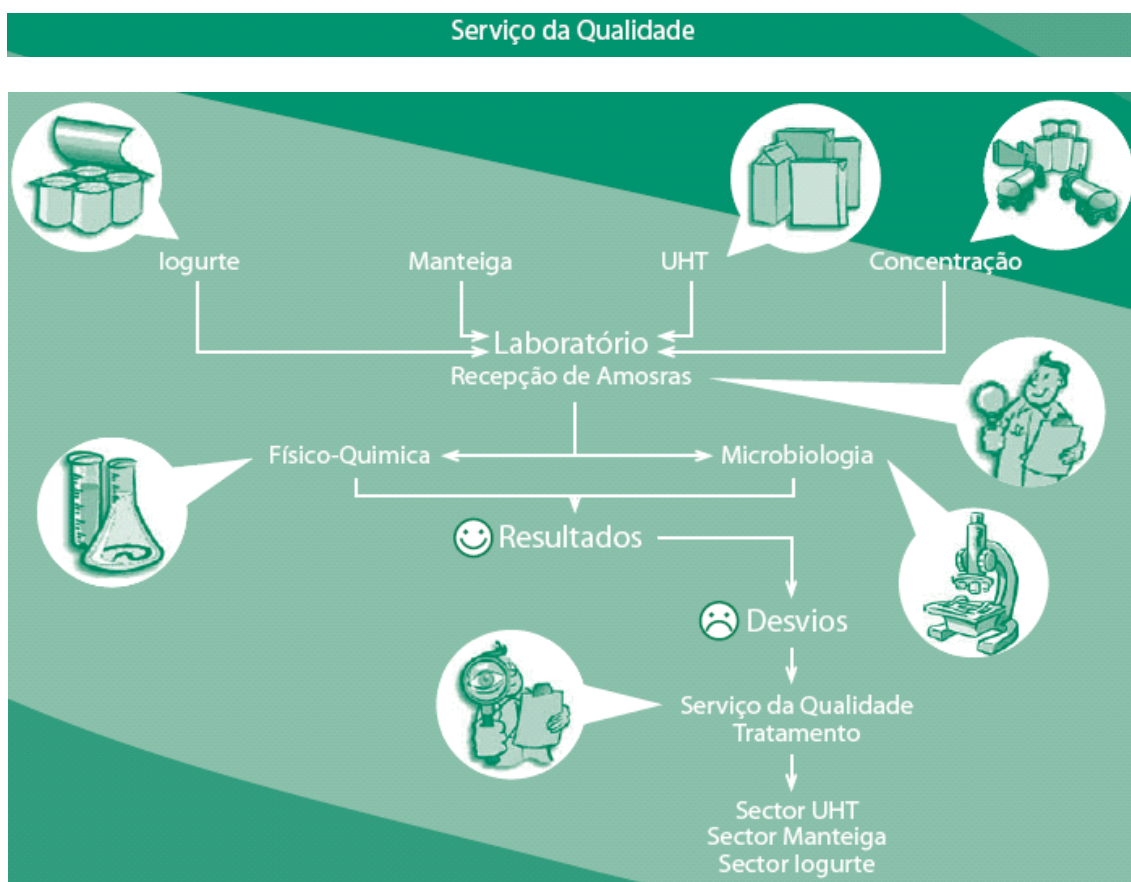 Serviço da Qualidade
Iogurte
Manteiga
UHT
Concentração
Laboratório
Recepção de Amosras
Físico-Quimica
Microbiologia
Resultados
Desvios
Serviço da Qualidade
Tratamento
Sector UHT
Sector Manteiga
Sector Iogurte